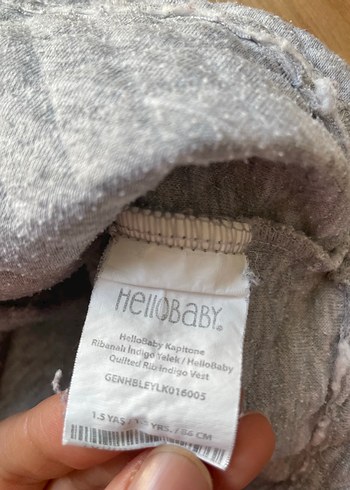 HELLOBABY®
HelloBaby Kapitone
Ribanalı İndigo Yelek / HelloBaby
Quilted Rib Indigo Vest
GENHBLEYLK016005
1.5 YAŞ / 1.5 YRS. / 86 CM